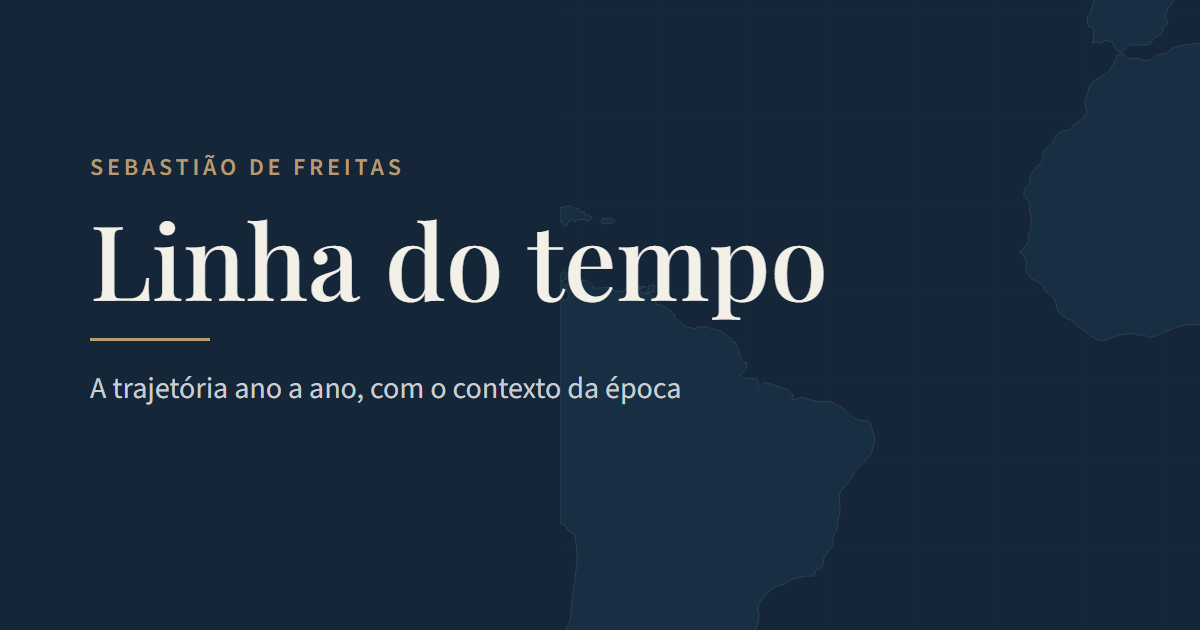 SEBASTIÃO DE FREITAS
Linha do tempo
A trajetória ano a ano, com o contexto da época